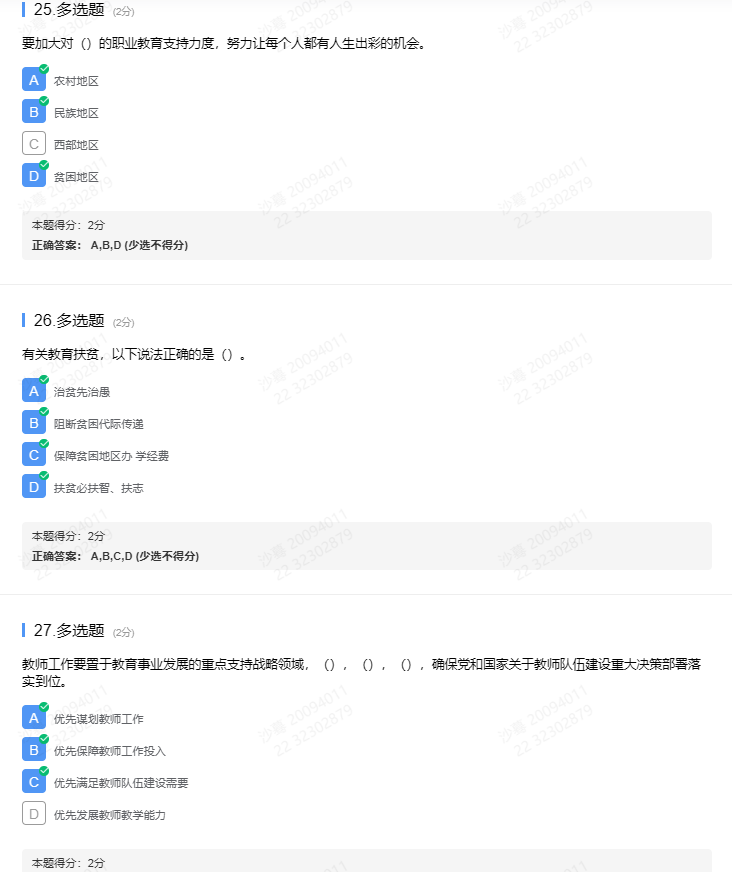 25.多选题 (2分)
要加大对（）的职业教育支持力度，努力让每个人都有人生出彩的机会。
A 农村地区
B 民族地区
C 西部地区
D 贫困地区
本题得分：2分
正确答案： A,B,D (少选不得分)
26.多选题 (2分)
有关教育扶贫，以下说法正确的是（）。
A 治贫先治愚
B 阻断贫困代际传递
C 保障贫困地区办 学经费
D 扶贫必扶智、扶志
本题得分：2分
正确答案： A,B,C,D (少选不得分)
27.多选题 (2分)
教师工作要置于教育事业发展的重点支持战略领域，（），（），（），确保党和国家关于教师队伍建设重大决策部署落
实到位。
A 优先谋划教师工作
B 优先保障教师工作投入
C 优先满足教师队伍建设需要
D 优先发展教师教学能力
本题得分：2分
20094011
22 32302879